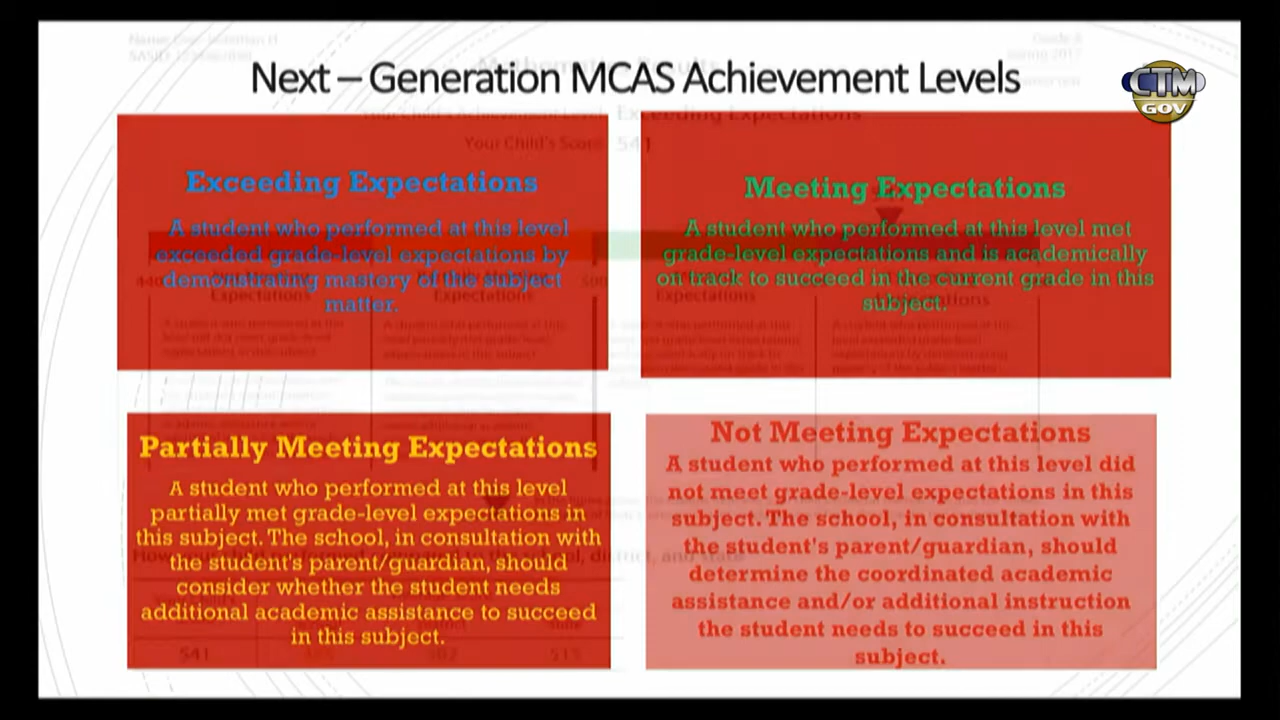 Next – Generation MCAS Achievement Levels
CTM
GOV
Exceeding Expectations
Your Child's Score: 541
Exceeding Expectations
A student who performed at this level
exceeded grade-level expectations by
demonstrating mastery of the subject
matter.
Meeting Expectations
A student who performed at this level met
grade-level expectations and is academically
on track to succeed in the current grade in this
subject.
Partially Meeting Expectations
A student who performed at this level
partially met grade-level expectations in
this subject. The school, in consultation with
the student's parent/guardian, should
consider whether the student needs
additional academic assistance to succeed
in this subject.
Not Meeting Expectations
A student who performed at this level did
not meet grade-level expectations in this
subject. The school, in consultation with
the student's parent/guardian, should
determine the coordinated academic
assistance and/or additional instruction
the student needs to succeed in this
subject.
541